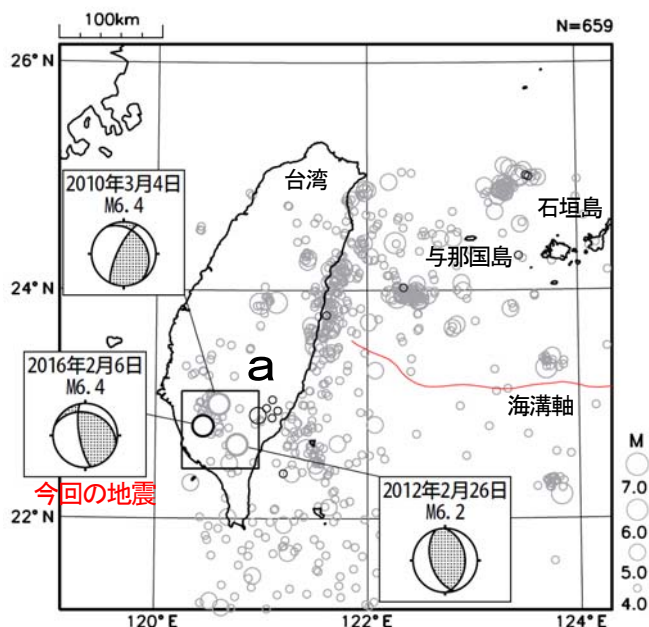 100km
N=659
26°N
台湾
2010年3月4日
M6.4
石垣島
与那国島
24°N
a
2016年2月6日
M6.4
海溝軸
今回の地震
M
7.0
6.0
5.0
4.0
2012年2月26日
M6.2
22°N
120°E
122°E
124°E